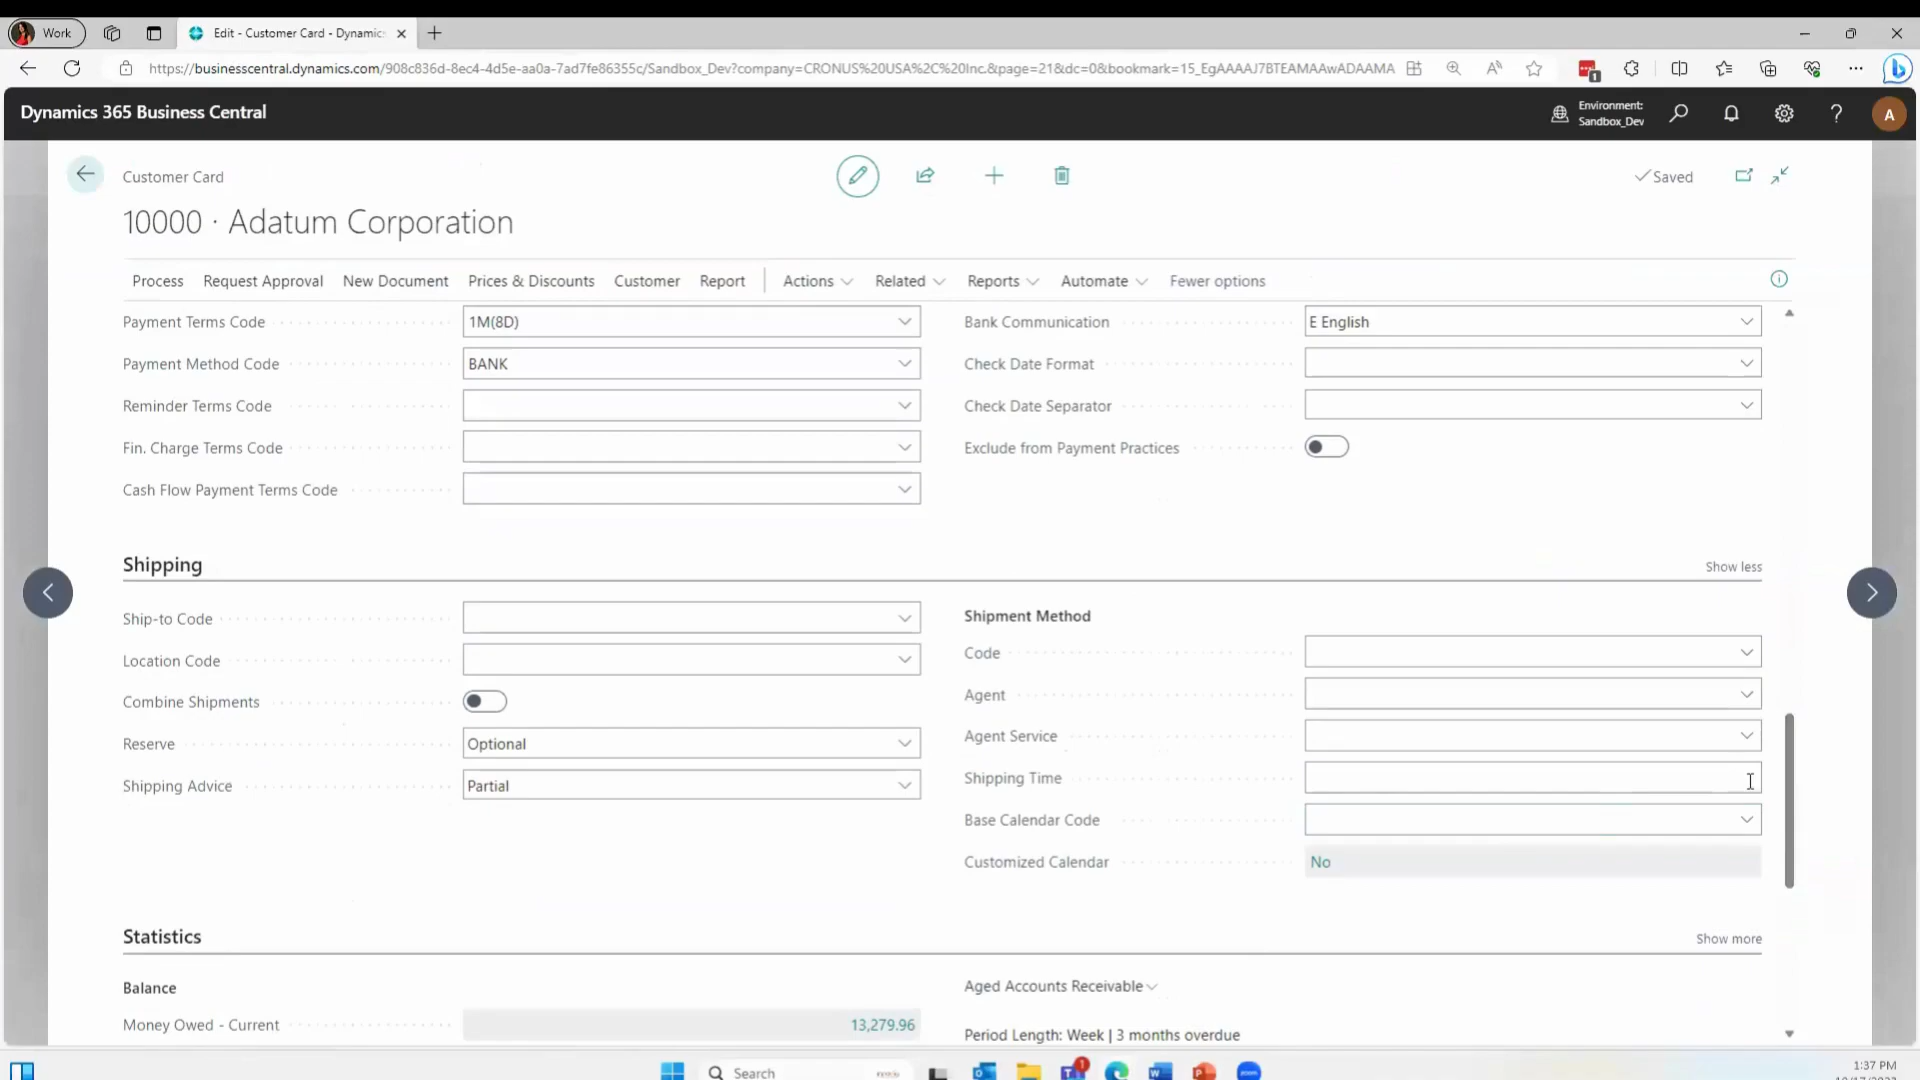 Work
Edit - Customer Card - Dynamic
https://businesscentral.dynamics.com/908c836d-8ec4-4d5e-aa0a-7ad7fe86355c/Sandbox_Dev?company=CRONUS%20USA%2C%20Inc.&page=21&dc=0&bookmark=15_EgAAAAJ7BTEAMAAwADAAMA
1
Dynamics 365 Business Central
Environment:
Sandbox_Dev
?
A
Customer Card
Saved
10000 · Adatum Corporation
Process Request Approval New Document Prices & Discounts Customer Report Actions Related Reports Automate Fewer options
Payment Terms Code 1M(8D) Bank Communication E English
Payment Method Code BANK Check Date Format
Reminder Terms Code Check Date Separator
Fin. Charge Terms Code Exclude from Payment Practices
Cash Flow Payment Terms Code
Shipping Show less
Ship-to Code Shipment Method
Location Code Code
Combine Shipments Agent
Reserve Optional Agent Service
Shipping Advice Partial Shipping Time
Base Calendar Code
Customized Calendar No
Statistics Show more
Balance Aged Accounts Receivable
Money Owed - Current 13,279.96 Period Length: Week | 3 months overdue
Search
1
1:37 PM